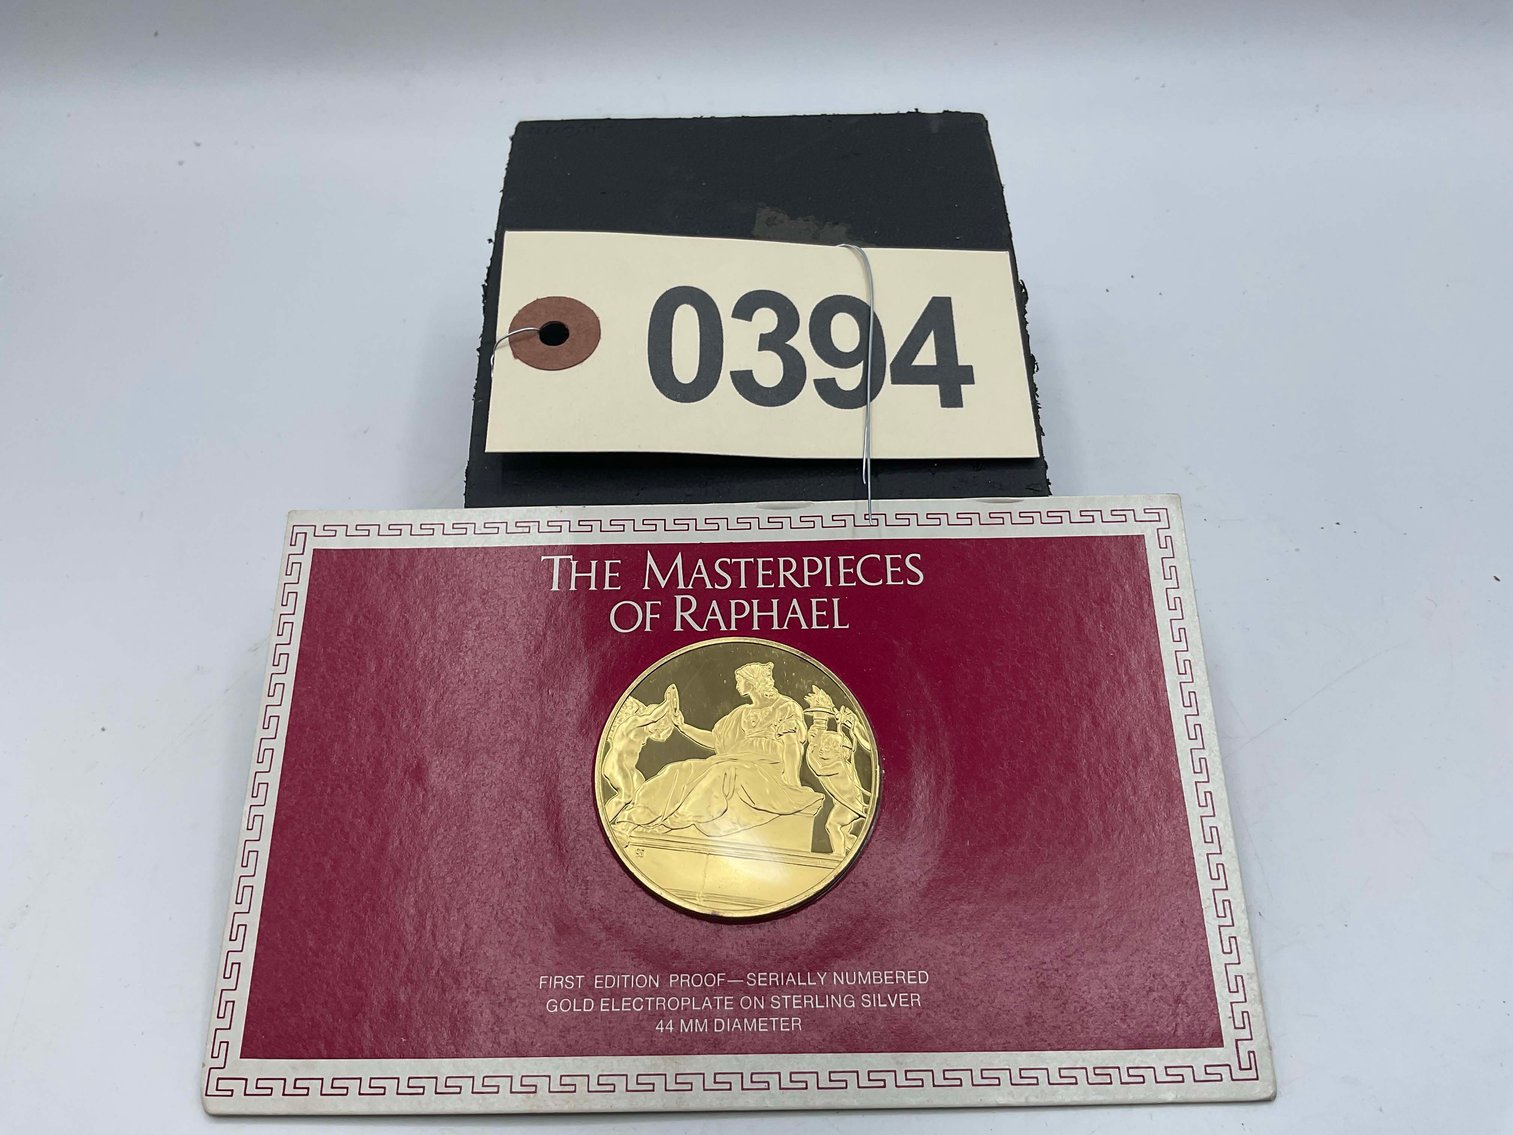 0394
THE MASTERPIECES
OF RAPHAEL
FIRST EDITION PROOF—SERIALLY NUMBERED
GOLD ELECTROPLATE ON STERLING SILVER
44 MM DIAMETER